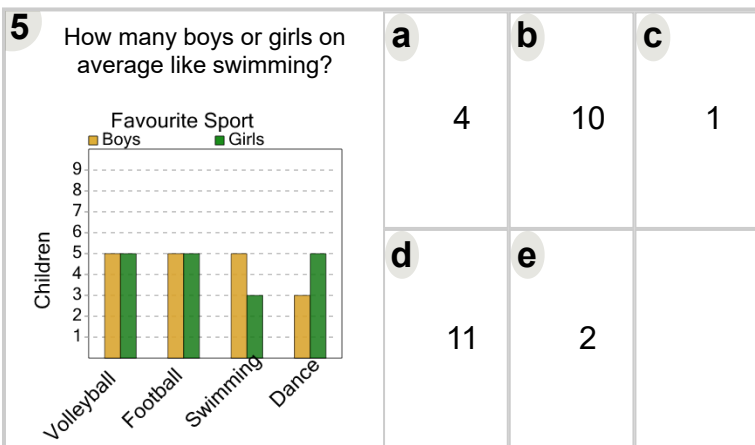 5
How many boys or girls on
average like swimming?
Favourite Sport
Boys Girls
9
8
7
6
5
4
3
2
1
Children
Volleyball
Football
Swimming
Dance
a
4
b
10
c
1
d
11
e
2